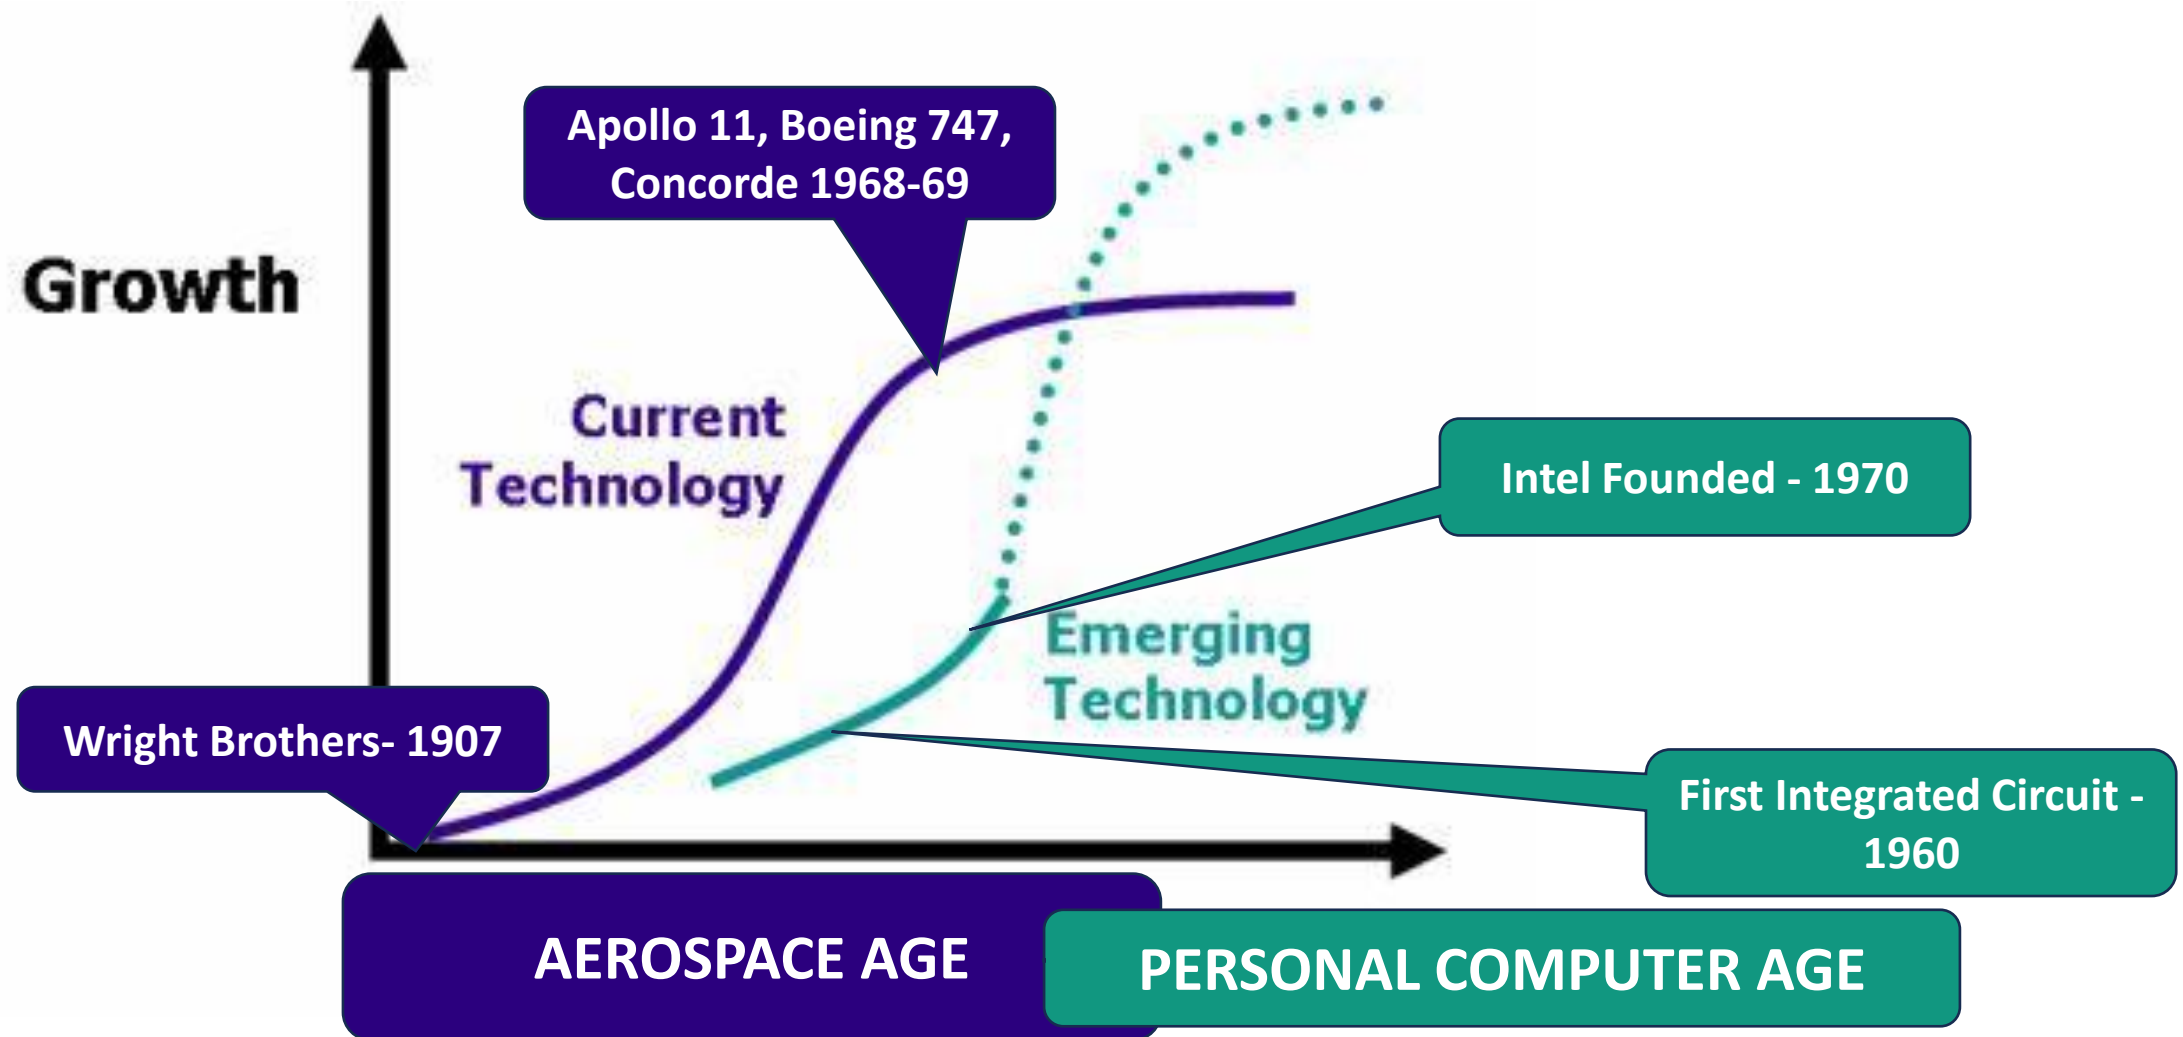 Apollo 11, Boeing 747,
Concorde 1968-69
Growth
Current
Technology
Intel Founded - 1970
Emerging
Technology
Wright Brothers- 1907
First Integrated Circuit -
1960
AEROSPACE AGE
PERSONAL COMPUTER AGE